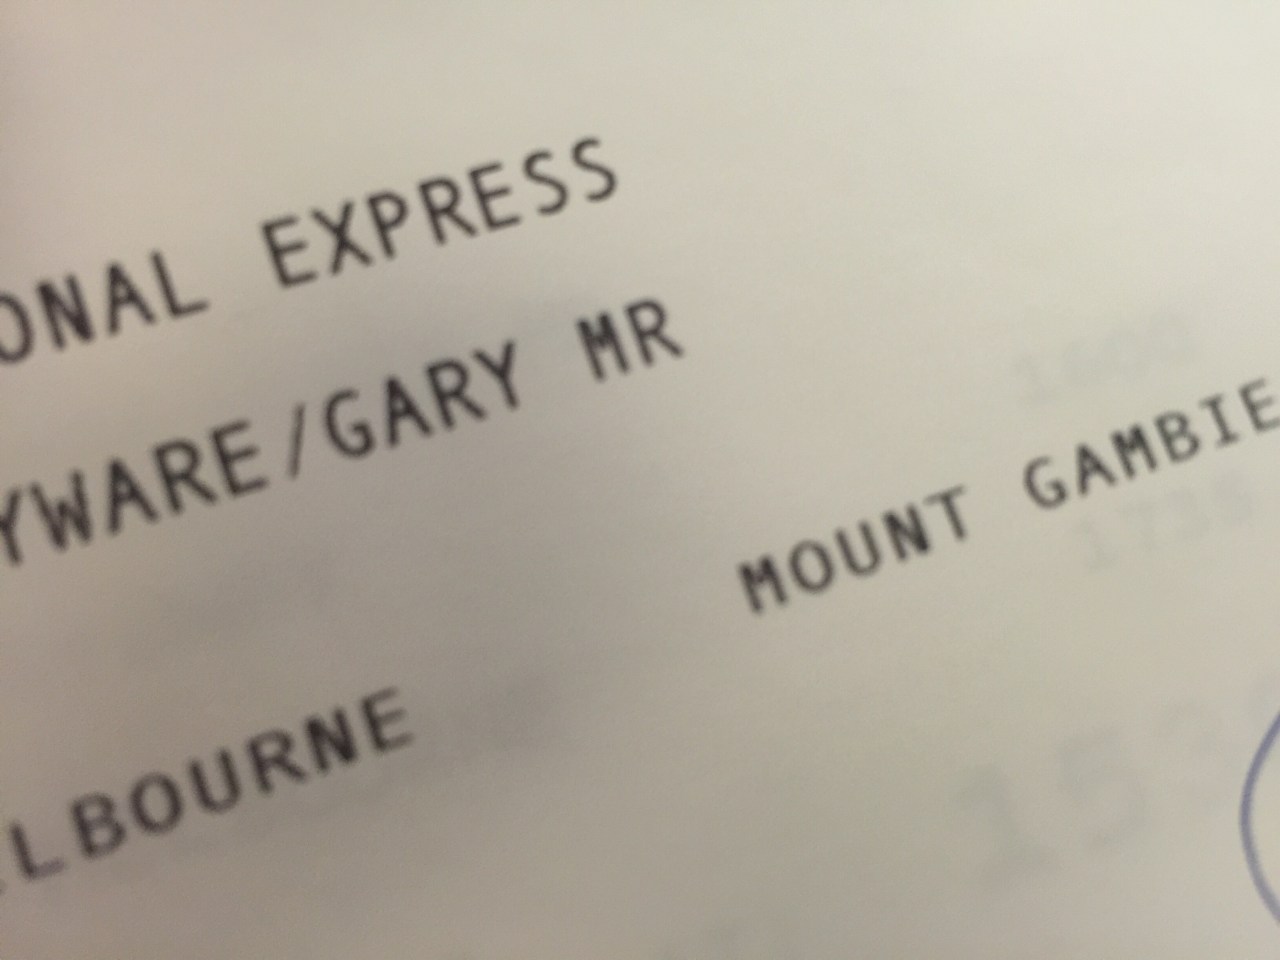 ONAL EXPRESS
YWARE/GARY MR
LBOURNE
MOUNT GAMBIE